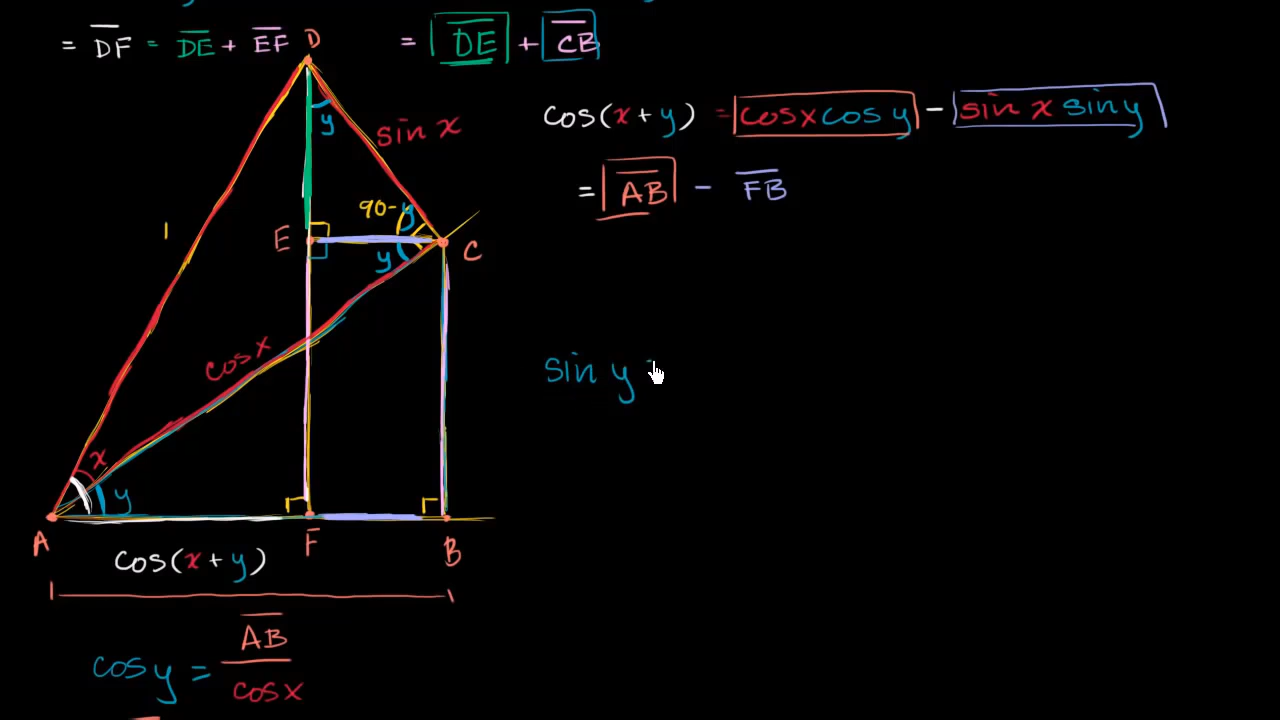 = DF = DE + EF = DE + CB
D
cos(x + y) = cosx cos y - sin x sin y
y
sin x
= AB - FB
90-y
1
E
C
y
cos x
sin y
x
y
A
F
B
cos(x + y)
cos y = AB / cos x